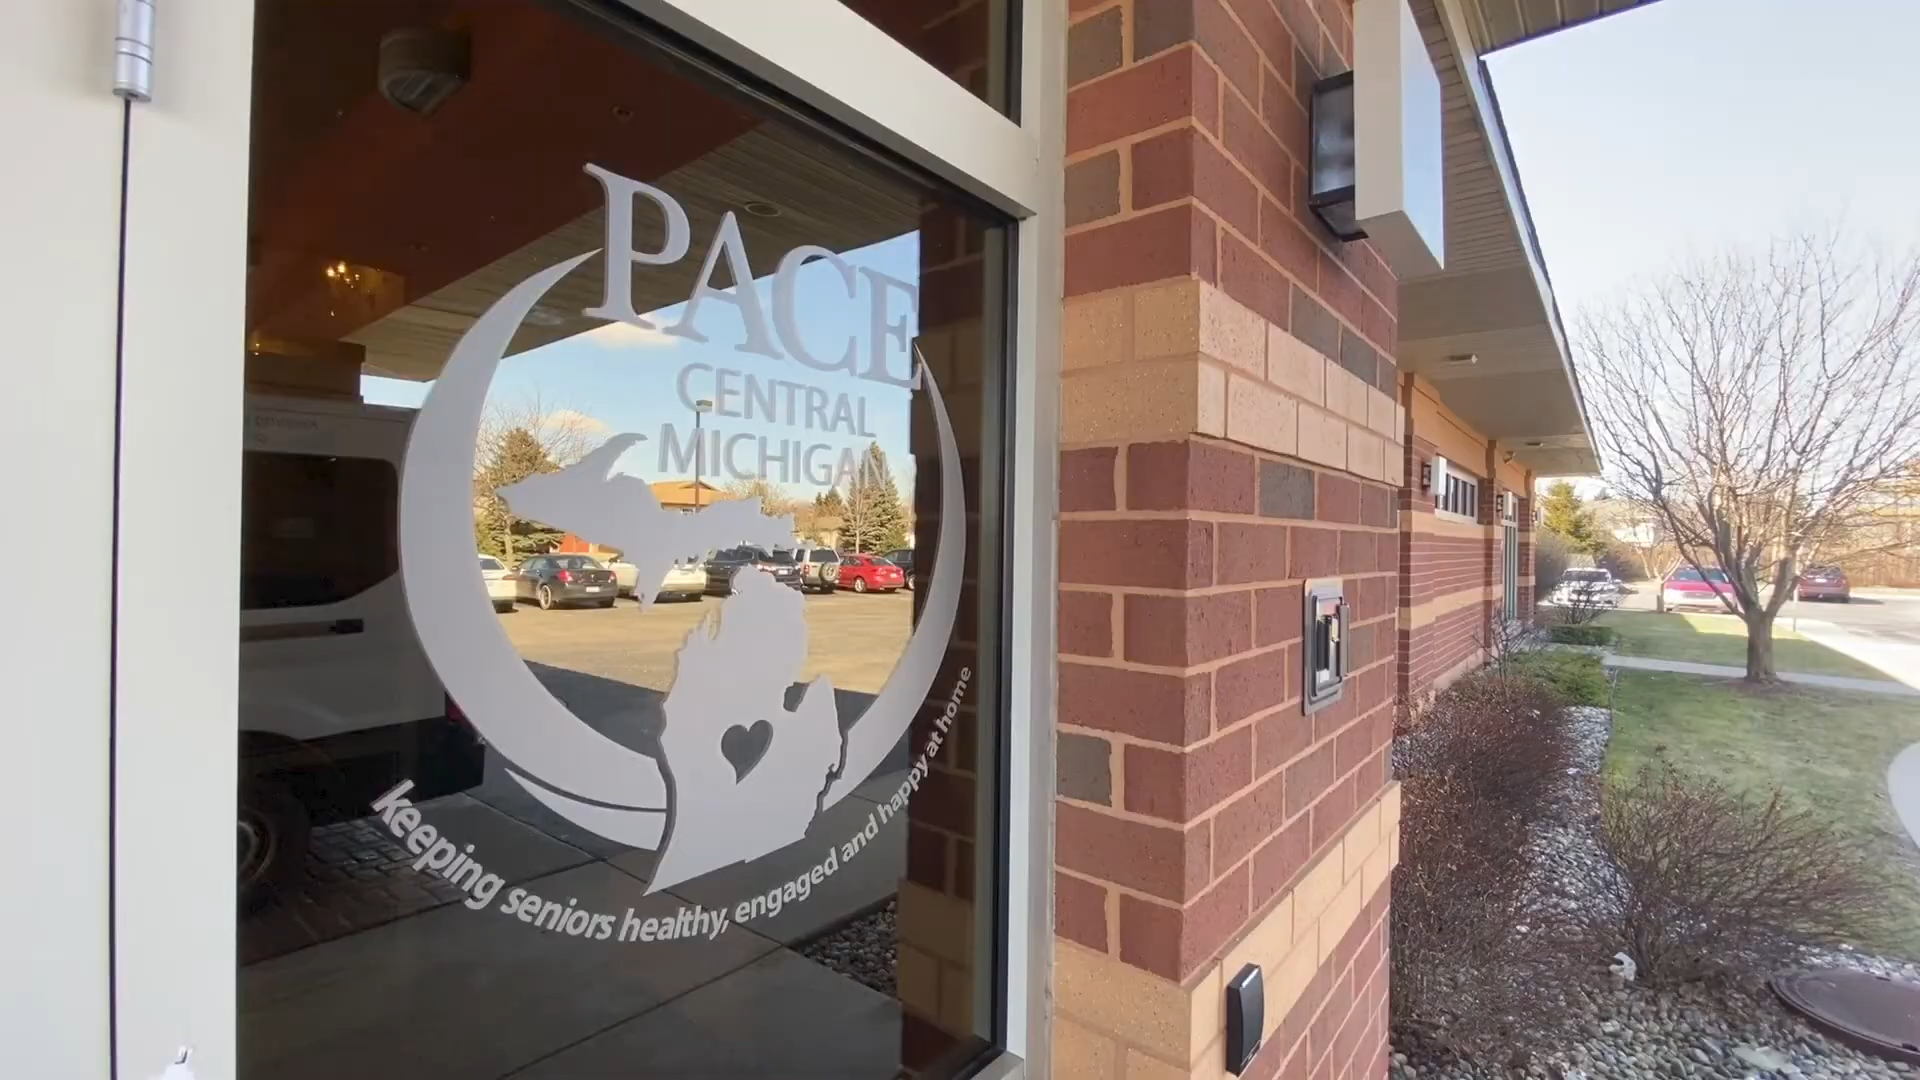 PACE
CENTRAL
MICHIGAN
keeping seniors healthy, engaged and happy at home